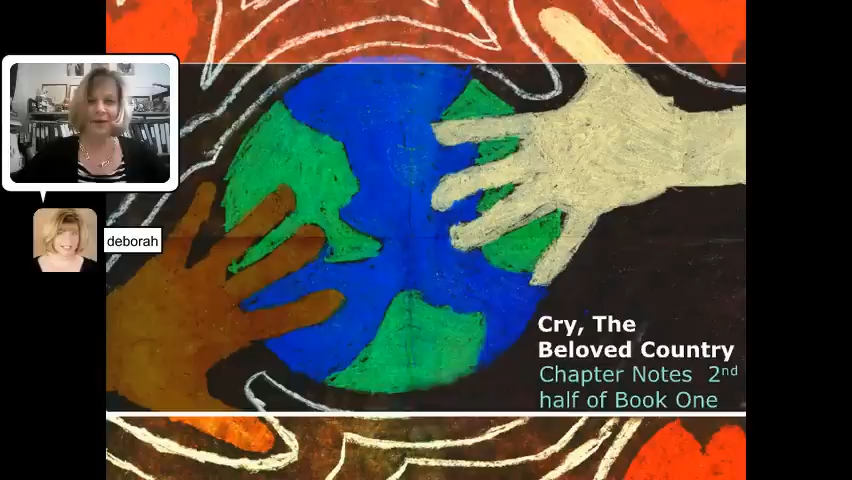 deborah
Cry, The
Beloved Country
Chapter Notes 2nd
half of Book One